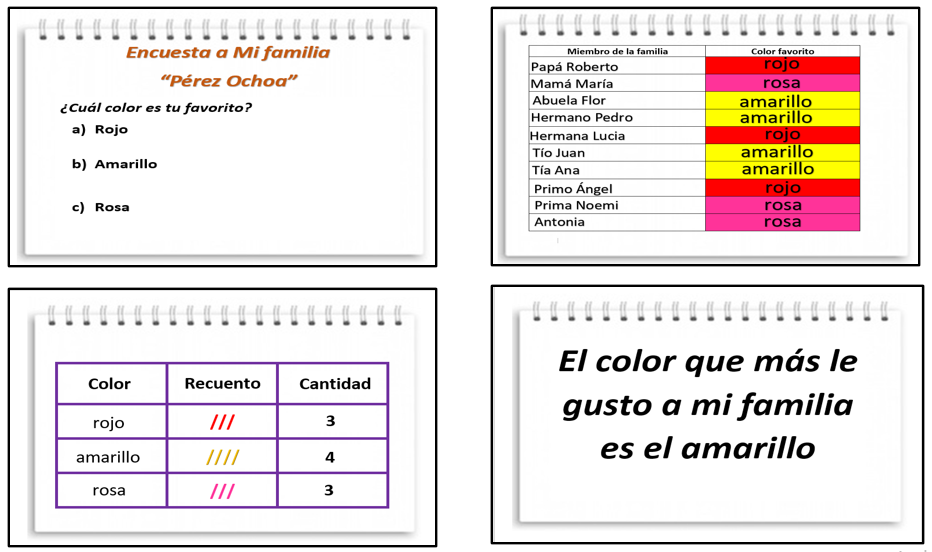 Encuesta a Mi familia
“Pérez Ochoa”
¿Cuál color es tu favorito?
a) Rojo
b) Amarillo
c) Rosa
Miembro de la familia Color favorito
Papá Roberto rojo
Mamá María rosa
Abuela Flor amarillo
Hermano Pedro amarillo
Hermana Lucia rojo
Tío Juan amarillo
Tía Ana amarillo
Primo Ángel rojo
Prima Noemi rosa
Antonia rosa
Color Recuento Cantidad
rojo /// 3
amarillo //// 4
rosa /// 3
El color que más le
gusto a mi familia
es el amarillo